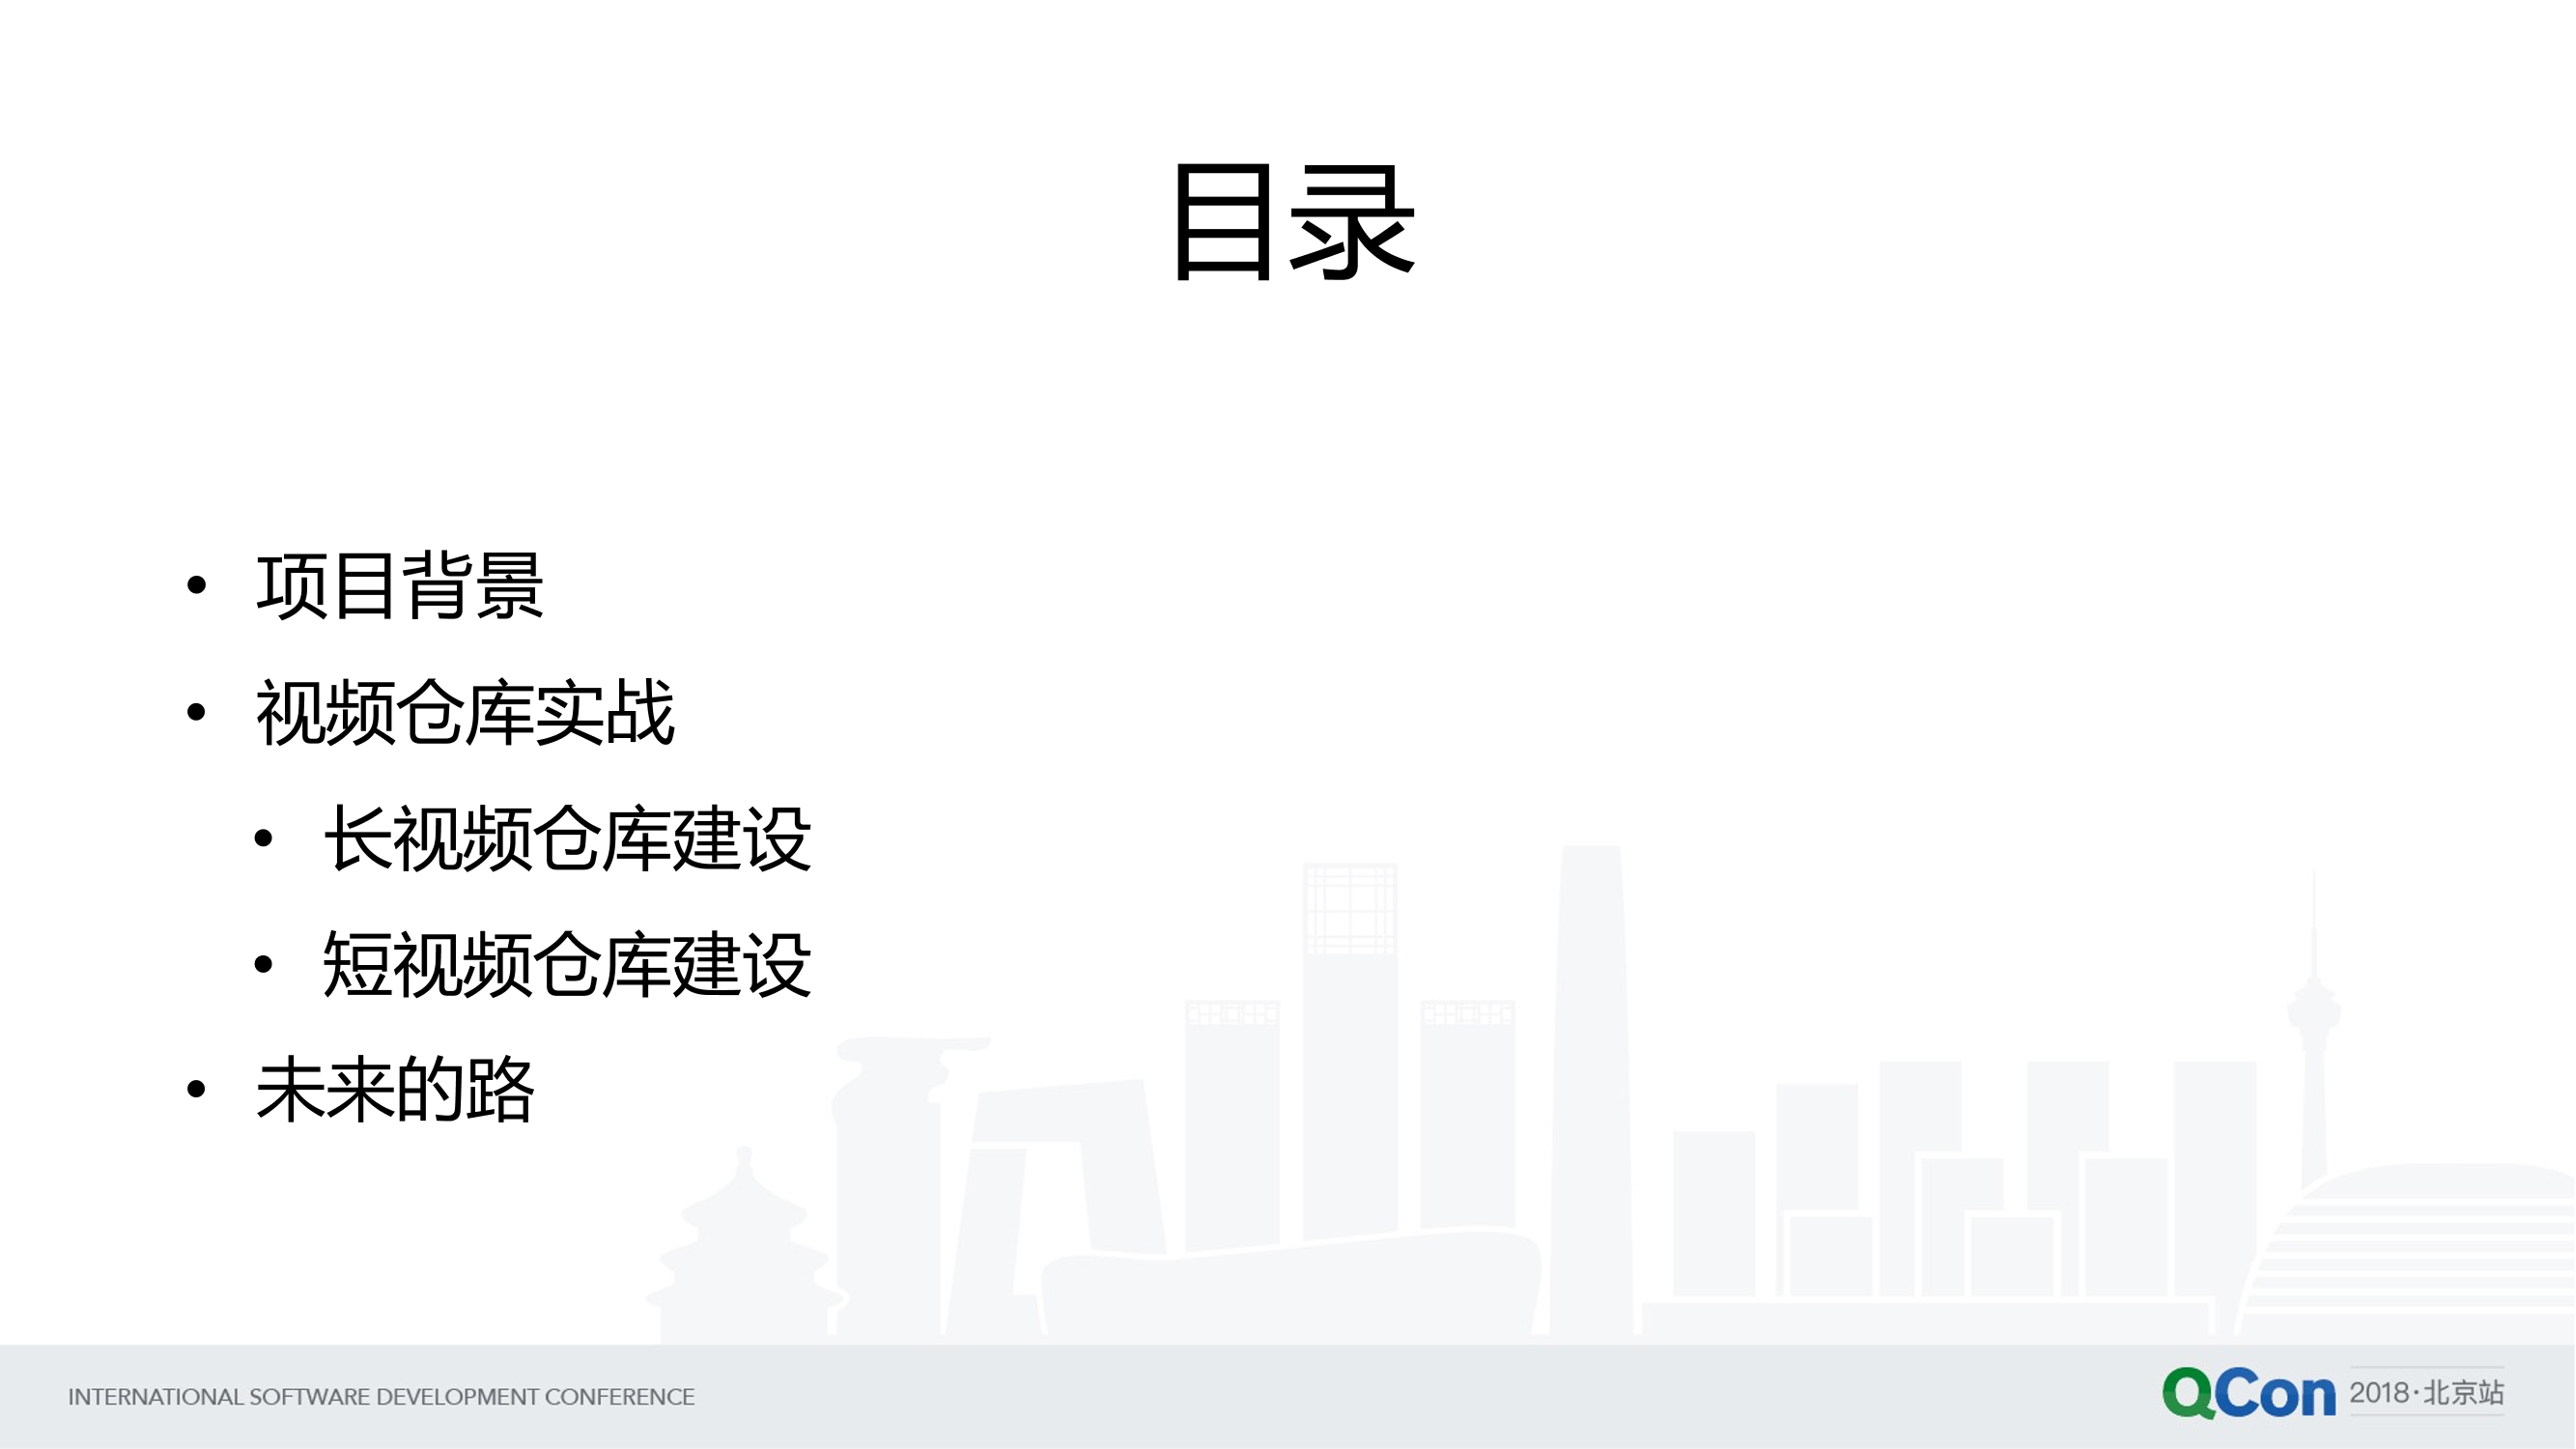 目录
• 项目背景
• 视频仓库实战
• 长视频仓库建设
• 短视频仓库建设
• 未来的路
INTERNATIONAL SOFTWARE DEVELOPMENT CONFERENCE
QCon 2018·北京站